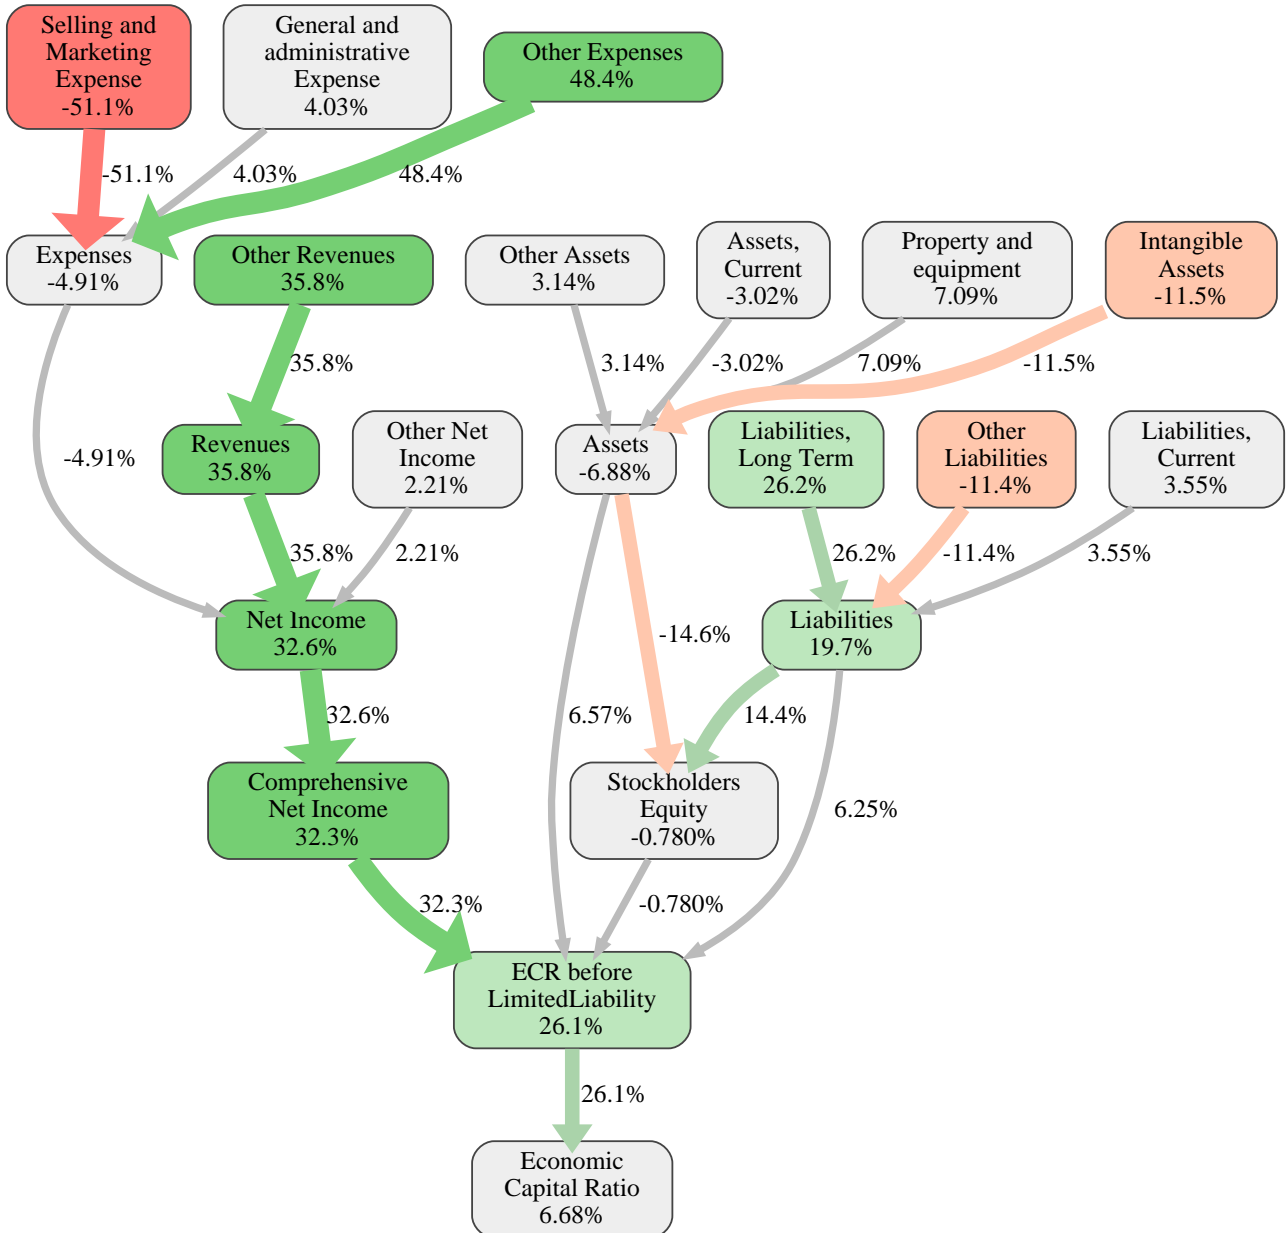 Selling and
Marketing
Expense
-51.1%
General and
administrative
Expense
4.03%
Other Expenses
48.4%
-51.1%
4.03%
48.4%
Expenses
-4.91%
Other Revenues
35.8%
Other Assets
3.14%
Assets,
Current
-3.02%
Property and
equipment
7.09%
Intangible
Assets
-11.5%
35.8%
3.14%
-3.02%
7.09%
-11.5%
-4.91%
Revenues
35.8%
Other Net
Income
2.21%
Assets
-6.88%
Liabilities,
Long Term
26.2%
Other
Liabilities
-11.4%
Liabilities,
Current
3.55%
35.8%
2.21%
26.2%
-11.4%
3.55%
Net Income
32.6%
-14.6%
Liabilities
19.7%
32.6%
6.57%
14.4%
Comprehensive
Net Income
32.3%
Stockholders
Equity
-0.780%
6.25%
32.3%
-0.780%
ECR before
LimitedLiability
26.1%
26.1%
Economic
Capital Ratio
6.68%